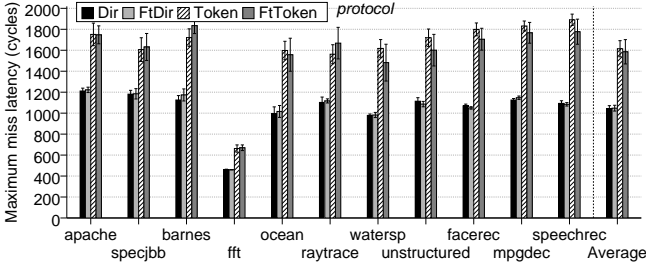 Dir FtDir Token FtToken protocol
Maximum miss latency (cycles)
2000
1800
1600
1400
1200
1000
800
600
400
200
0
apache barnes ocean watersp facerec speechrec
specjbb fft raytrace unstructured mpgdec Average